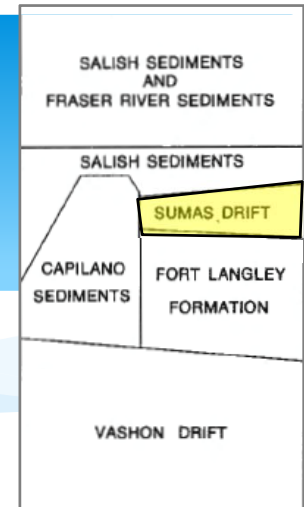 SALISH SEDIMENTS
AND
FRASER RIVER SEDIMENTS
SALISH SEDIMENTS
SUMAS DRIFT
CAPILANO
SEDIMENTS
FORT LANGLEY
FORMATION
VASHON DRIFT